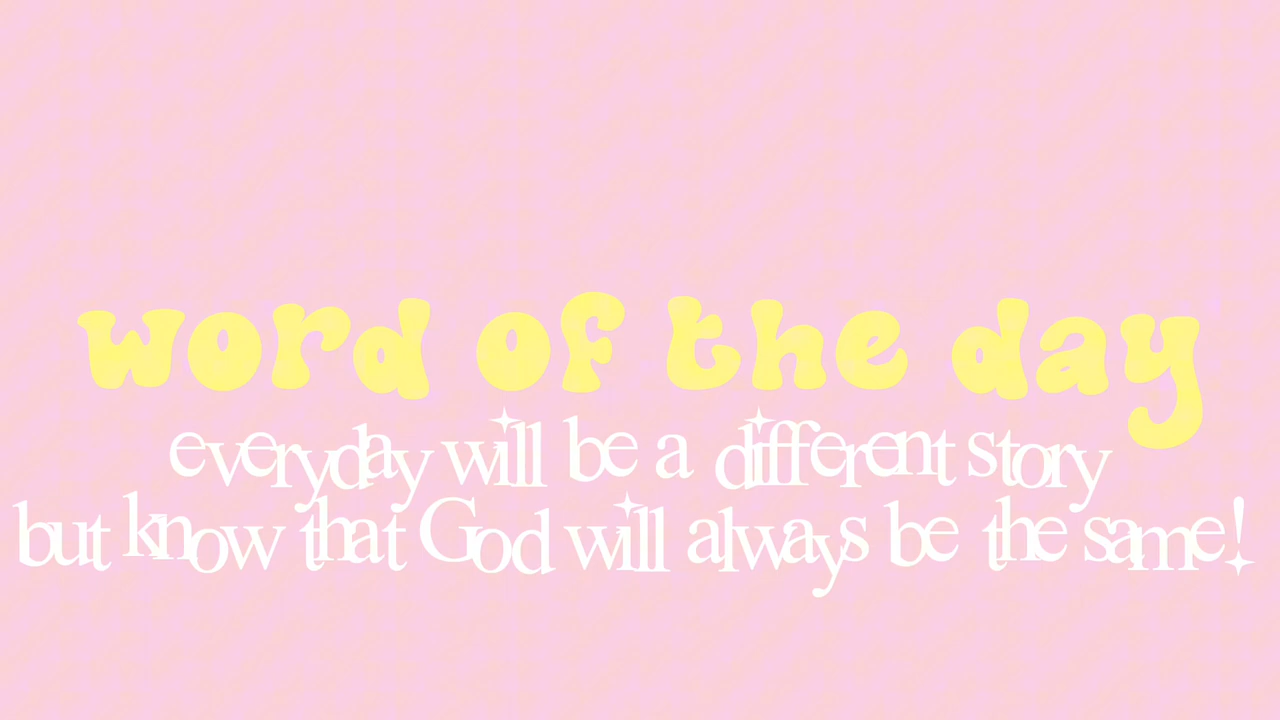 word of the day
everyday will be a different story
but know that God will always be the same!